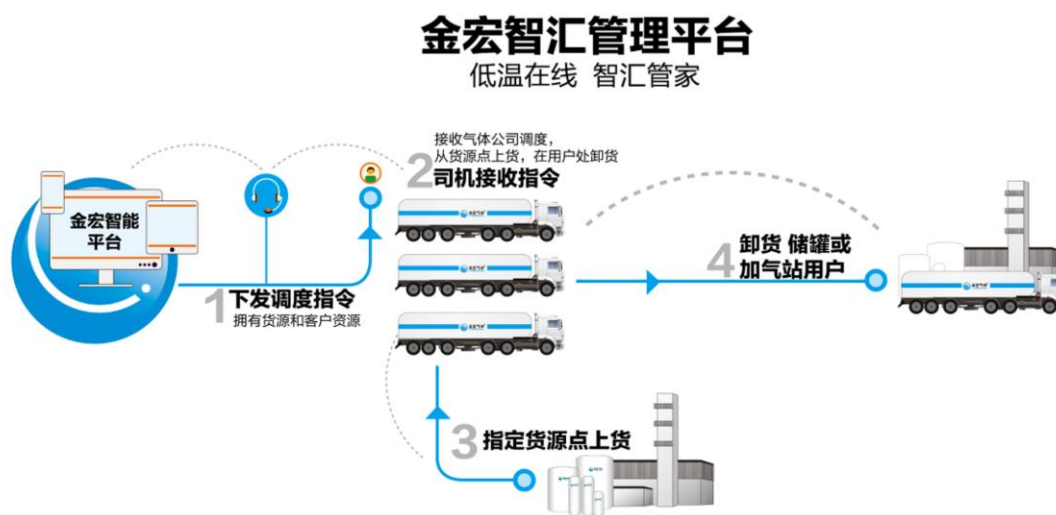 金宏智汇管理平台
低温在线 智汇管家
金宏智能
平台
1 下发调度指令
拥有货源和客户资源
接收气体公司调度，
从货源点上货，在用户处卸货
2 司机接收指令
3 指定货源点上货
4 卸货 储罐或
加气站用户